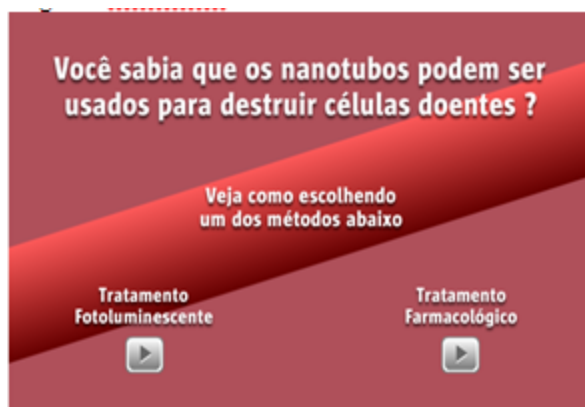 Você sabia que os nanotubos podem ser
usados para destruir células doentes ?
Veja como escolhendo
um dos métodos abaixo
Tratamento
Fotoluminescente
Tratamento
Farmacológico